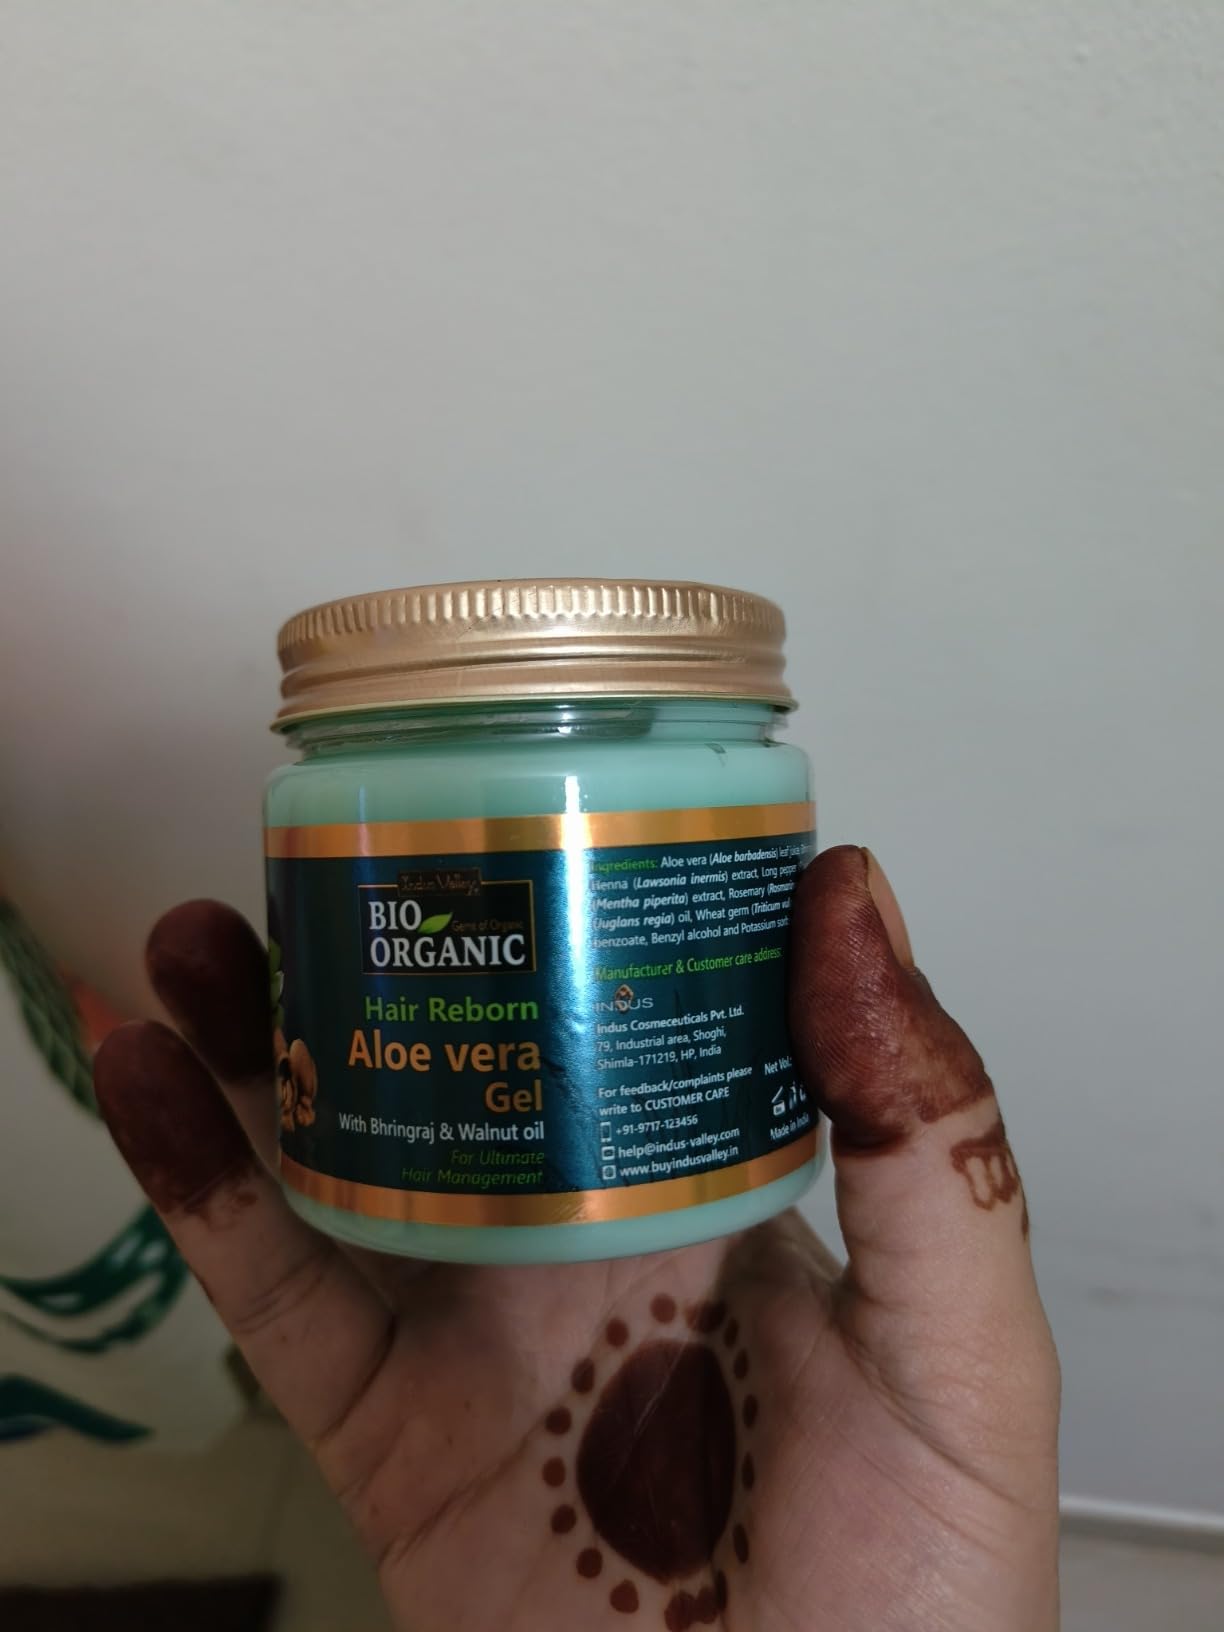 Indus Valley
BIO
Gems of Organic
ORGANIC
Hair Reborn
Aloe vera
Gel
With Bhringraj & Walnut oil
For Ultimate
Hair Management
Ingredients: Aloe vera (Aloe barbadensis) leaf juice,
Henna (Lawsonia inermis) extract, Long pepper
(Mentha piperita) extract, Rosemary
(Juglans regia) oil, Wheat germ (Triticum
benzoate, Benzyl alcohol and Potassium
Manufacturer & Customer care address:
INDUS
Indus Cosmeceuticals Pvt. Ltd.
79, Industrial area, Shoghi,
Shimla-171219, HP, India
For feedback/complaints please
write to CUSTOMER CARE
+91-9717-123456
help@indus-valley.com
www.buyindusvalley.in
Net Vol.:
Made in India